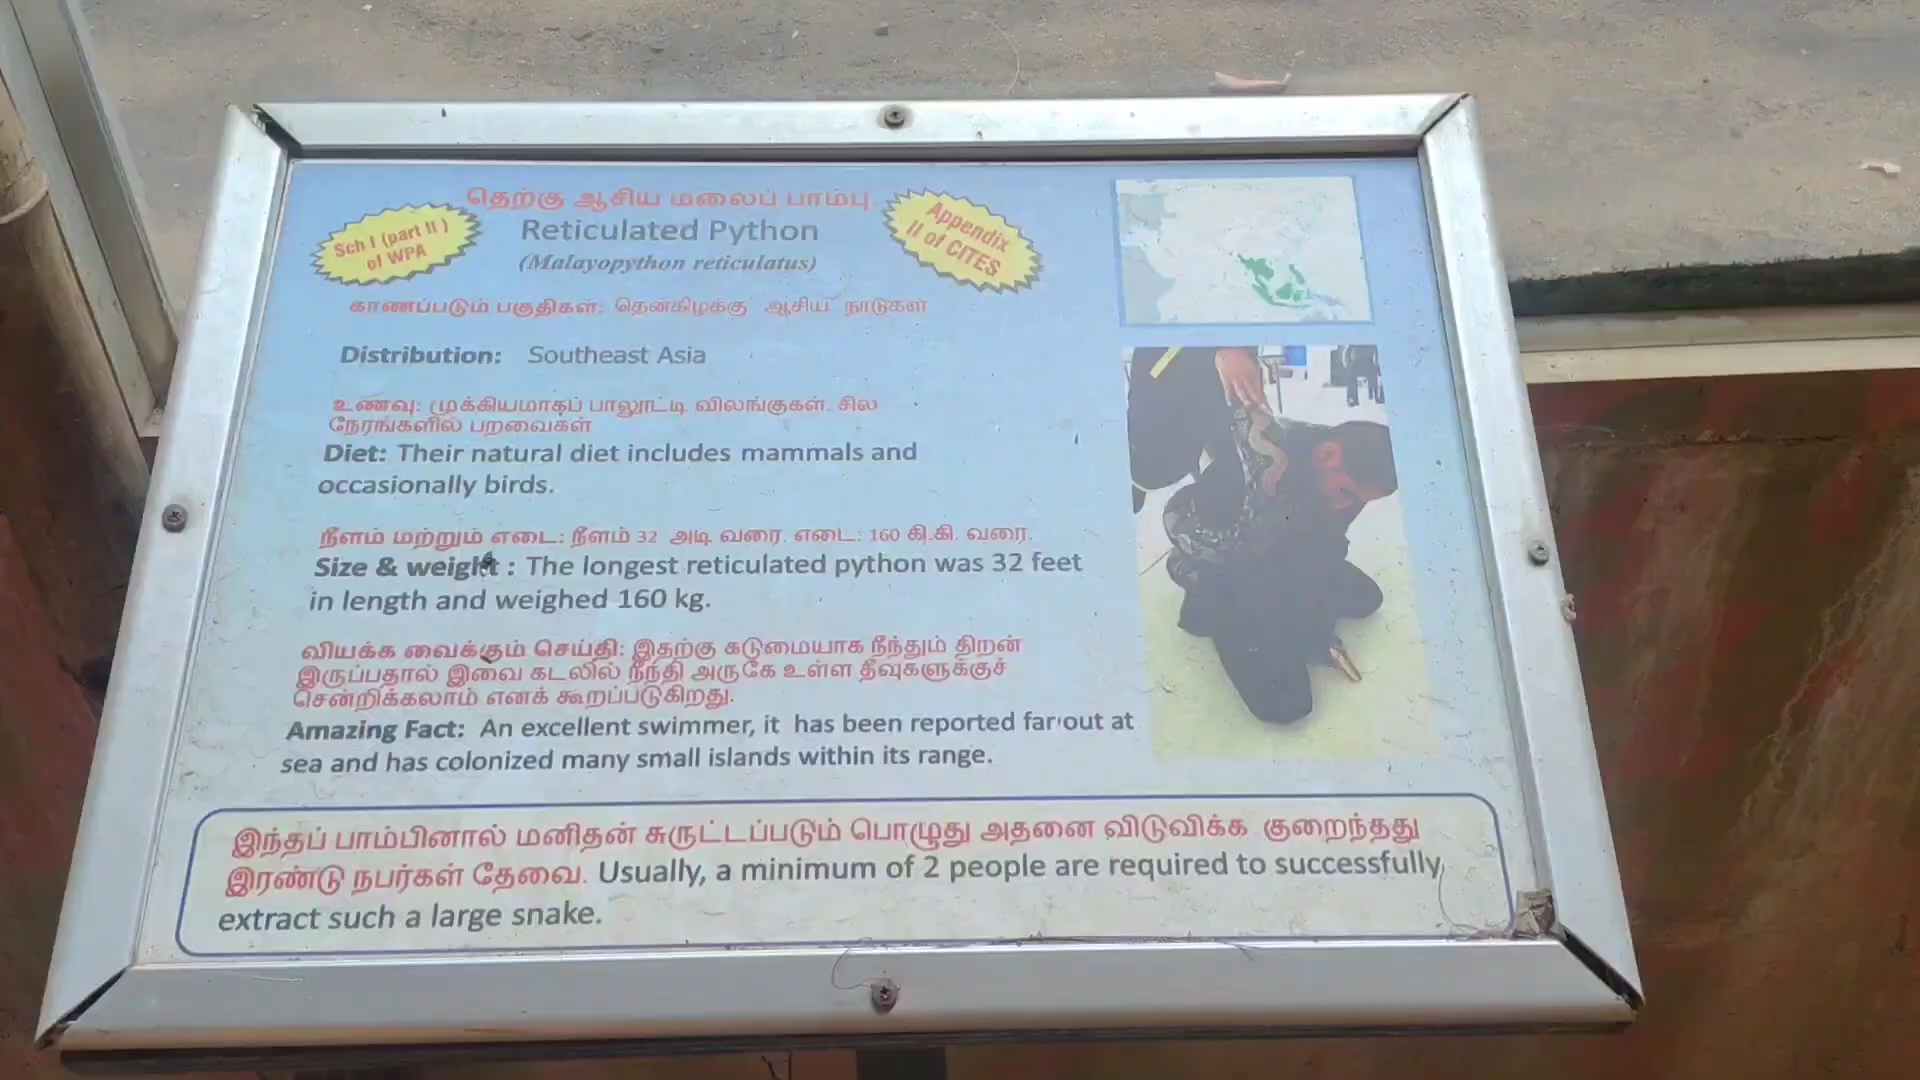 தெற்கு ஆசிய மலைப் பாம்பு
Sch I (part II)
of WPA
Reticulated Python
(Malayopython reticulatus)
Appendix
II of CITES
காணப்படும் பகுதிகள்: தென்கிழக்கு ஆசிய நாடுகள்
Distribution: Southeast Asia
உணவு: முக்கியமாகப் பாலூட்டி விலங்குகள். சில
நேரங்களில் பறவைகள்
Diet: Their natural diet includes mammals and
occasionally birds.
நீளம் மற்றும் எடை: நீளம் 32 அடி வரை. எடை: 160 கி.கி. வரை.
Size & weight : The longest reticulated python was 32 feet
in length and weighed 160 kg.
வியக்க வைக்கும் செய்தி: இதற்கு கடுமையாக நீந்தும் திறன்
இருப்பதால் இவை கடலில் நீந்தி அருகே உள்ள தீவுகளுக்குச்
சென்றிக்கலாம் எனக் கூறப்படுகிறது.
Amazing Fact: An excellent swimmer, it has been reported far out at
sea and has colonized many small islands within its range.
இந்தப் பாம்பினால் மனிதன் சுருட்டப்படும் பொழுது அதனை விடுவிக்க குறைந்தது
இரண்டு நபர்கள் தேவை. Usually, a minimum of 2 people are required to successfully
extract such a large snake.